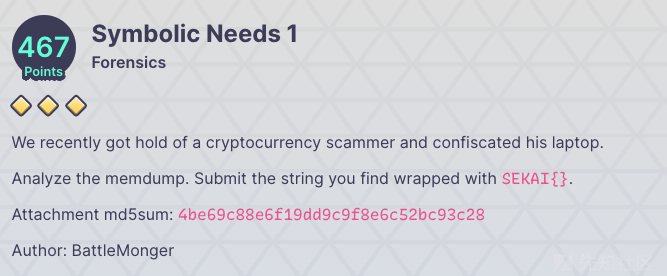 Symbolic Needs 1
467
Points
Forensics
We recently got hold of a cryptocurrency scammer and confiscated his laptop.
Analyze the memdump. Submit the string you find wrapped with SEKAI{}.
Attachment md5sum: 4be69c88e6f19dd9c9f8e6c52bc93c28
Author: BattleMonger